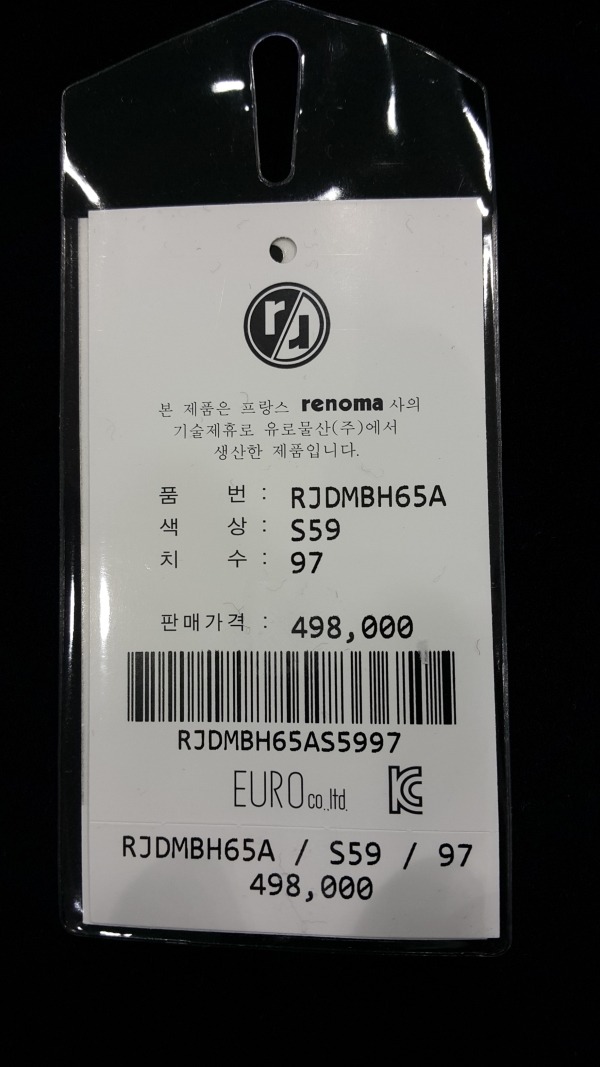 본 제품은 프랑스 renoma 사의
기술제휴로 유로물산(주)에서
생산한 제품입니다.
품 번 : RJDMBH65A
색 상 : S59
치 수 : 97
판매가격 : 498,000
RJDMBH65AS5997
EURO co.,ltd.
RJDMBH65A / S59 / 97
498,000